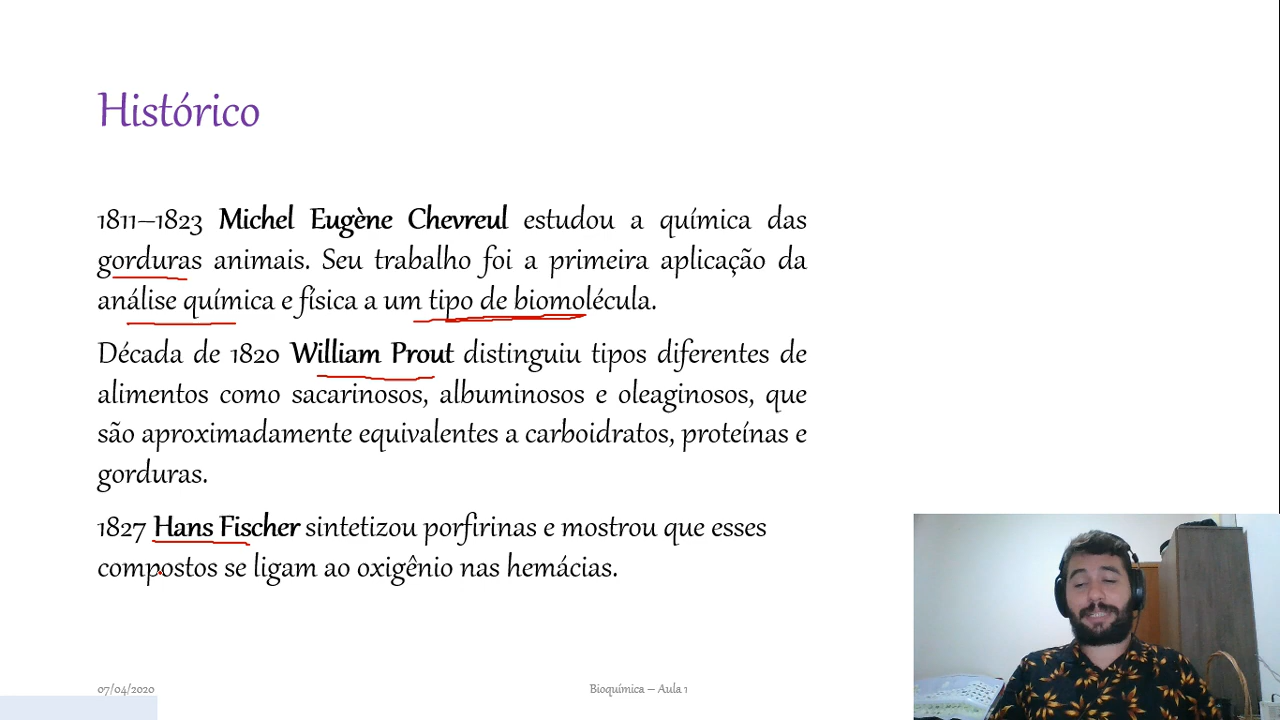 Histórico
1811–1823 Michel Eugène Chevreul estudou a química das
gorduras animais. Seu trabalho foi a primeira aplicação da
análise química e física a um tipo de biomolécula.
Década de 1820 William Prout distinguiu tipos diferentes de
alimentos como sacarinosos, albuminosos e oleaginosos, que
são aproximadamente equivalentes a carboidratos, proteínas e
gorduras.
1827 Hans Fischer sintetizou porfirinas e mostrou que esses
compostos se ligam ao oxigênio nas hemácias.
07/04/2020
Bioquímica – Aula 1